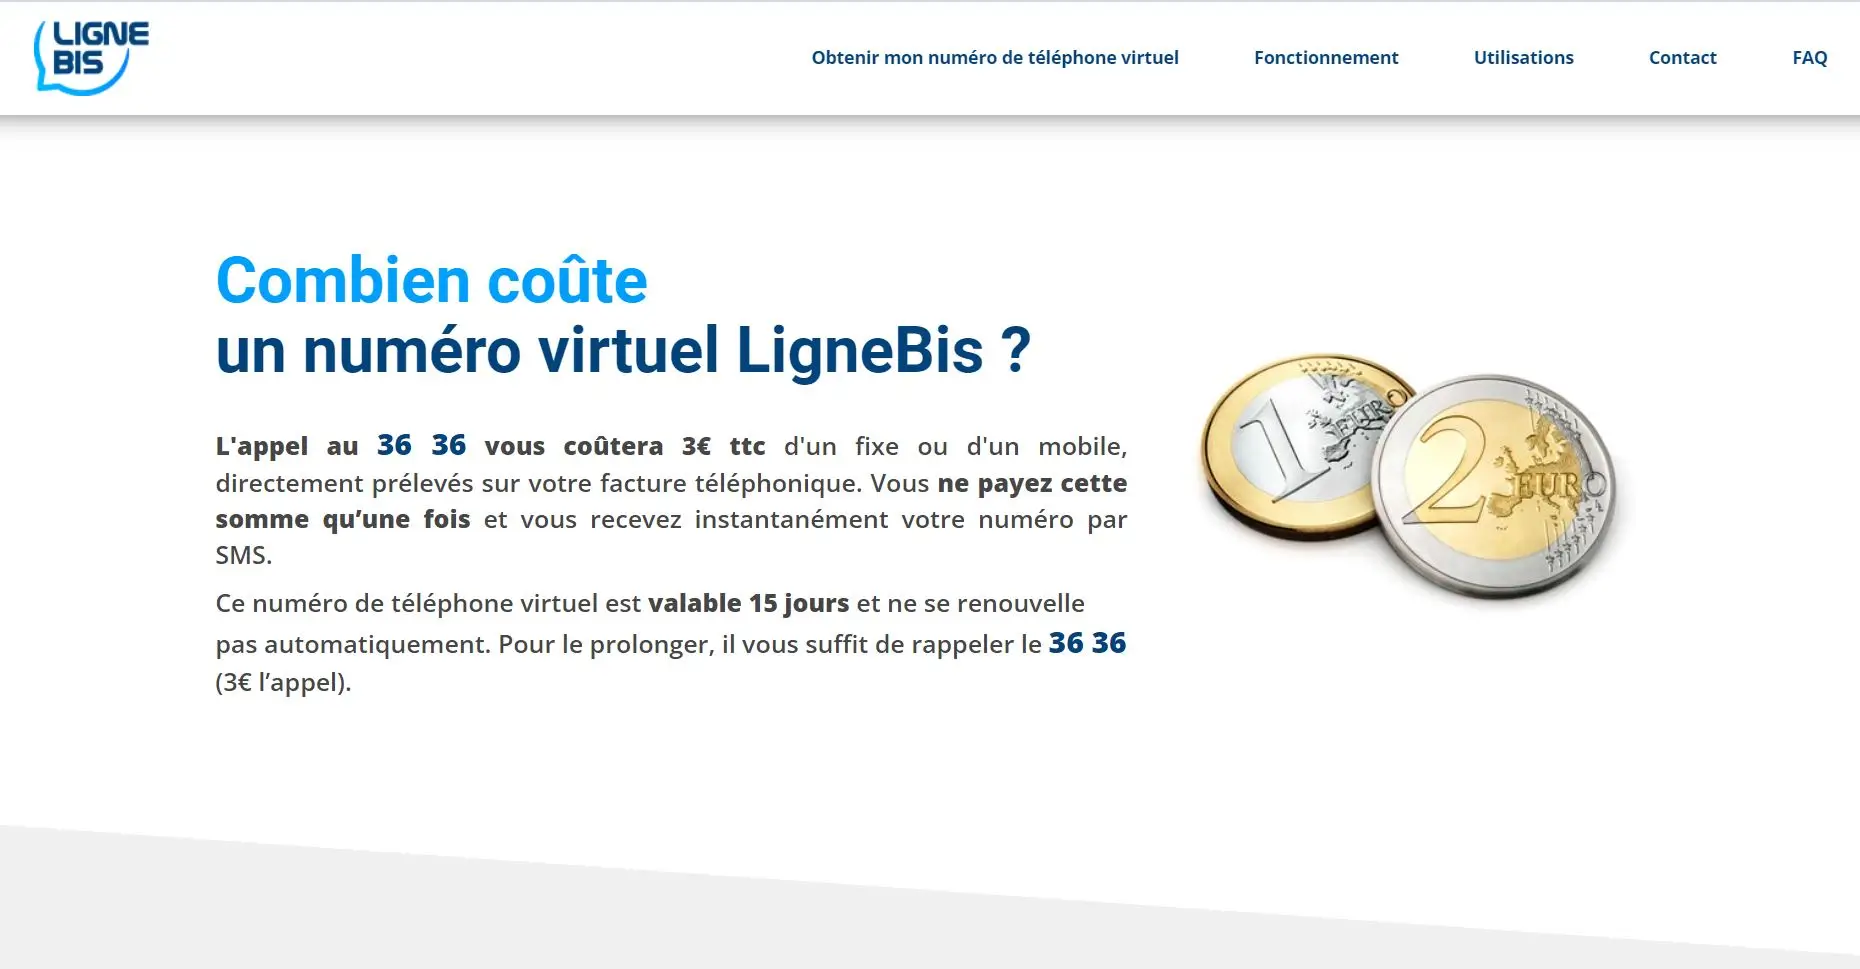 LIGNE
BIS
Obtenir mon numéro de téléphone virtuel Fonctionnement Utilisations Contact FAQ
Combien coûte
un numéro virtuel LigneBis ?
L'appel au 36 36 vous coûtera 3€ ttc d'un fixe ou d'un mobile,
directement prélevés sur votre facture téléphonique. Vous ne payez cette
somme qu’une fois et vous recevez instantanément votre numéro par
SMS.
Ce numéro de téléphone virtuel est valable 15 jours et ne se renouvelle
pas automatiquement. Pour le prolonger, il vous suffit de rappeler le 36 36
(3€ l’appel).
1 EURO
2 EURO